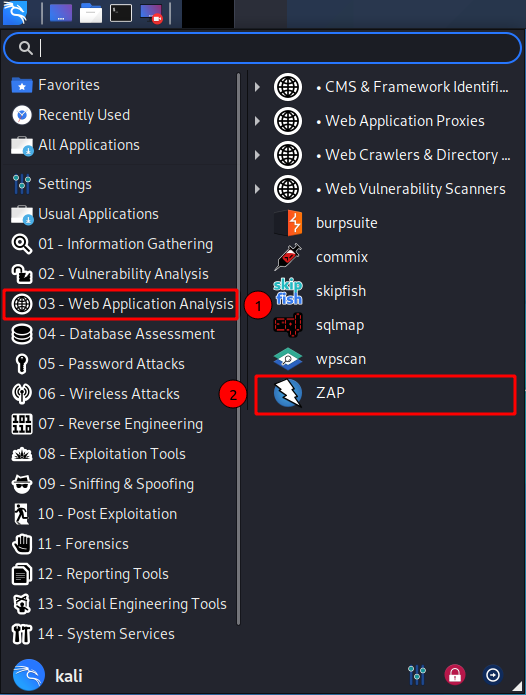 Favorites
Recently Used
All Applications
Settings
Usual Applications
01 - Information Gathering
02 - Vulnerability Analysis
03 - Web Application Analysis
1
04 - Database Assessment
05 - Password Attacks
06 - Wireless Attacks
07 - Reverse Engineering
08 - Exploitation Tools
09 - Sniffing & Spoofing
10 - Post Exploitation
11 - Forensics
12 - Reporting Tools
13 - Social Engineering Tools
14 - System Services
• CMS & Framework Identifi...
• Web Application Proxies
• Web Crawlers & Directory ...
• Web Vulnerability Scanners
burpsuite
commix
skip
fish
skipfish
sqlmap
wpscan
2
ZAP
kali